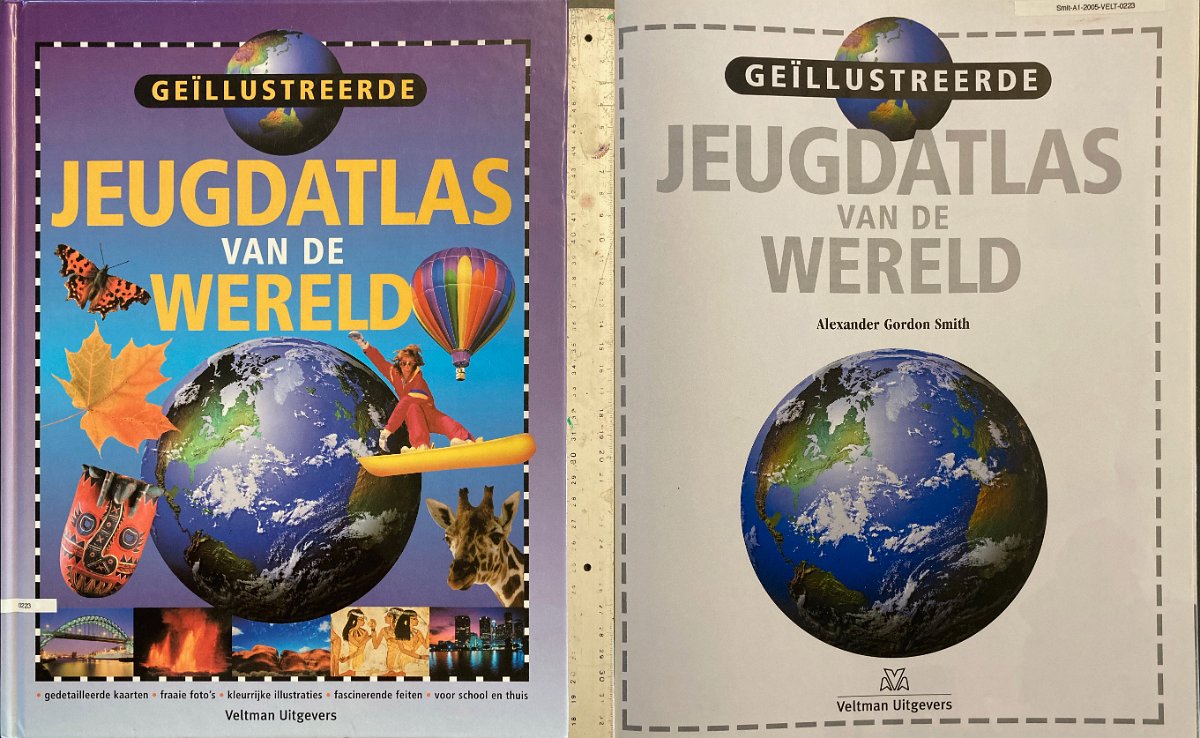 GEÏLLUSTREERDE
JEUGDATLAS
VAN DE
WERELD
0223
• gedetailleerde kaarten • fraaie foto's • kleurrijke illustraties • fascinerende feiten • voor school en thuis
Veltman Uitgevers
Smit-A1-2005-VELT-0223
GEÏLLUSTREERDE
JEUGDATLAS
VAN DE
WERELD
Alexander Gordon Smith
Veltman Uitgevers